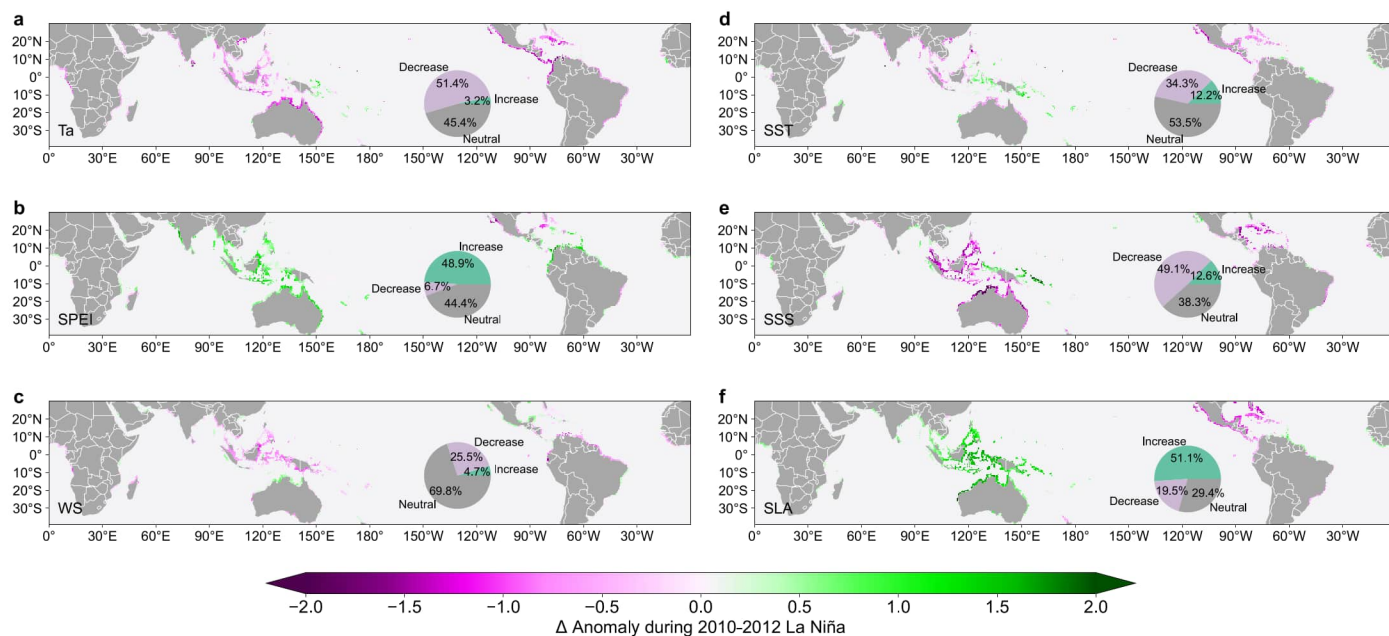 a
20°N
10°N
0°
10°S
20°S
30°S
Ta
Decrease
51.4%
3.2%
Increase
45.4%
Neutral
0° 30°E 60°E 90°E 120°E 150°E 180° 150°W 120°W 90°W 60°W 30°W
b
20°N
10°N
0°
10°S
20°S
30°S
SPEI
Increase
48.9%
Decrease
6.7%
44.4%
Neutral
0° 30°E 60°E 90°E 120°E 150°E 180° 150°W 120°W 90°W 60°W 30°W
c
20°N
10°N
0°
10°S
20°S
30°S
WS
Decrease
25.5%
4.7%
Increase
69.8%
Neutral
0° 30°E 60°E 90°E 120°E 150°E 180° 150°W 120°W 90°W 60°W 30°W
d
20°N
10°N
0°
10°S
20°S
30°S
SST
Decrease
34.3%
Increase
12.2%
53.5%
Neutral
0° 30°E 60°E 90°E 120°E 150°E 180° 150°W 120°W 90°W 60°W 30°W
e
20°N
10°N
0°
10°S
20°S
30°S
SSS
Decrease
49.1%
Increase
12.6%
38.3%
Neutral
0° 30°E 60°E 90°E 120°E 150°E 180° 150°W 120°W 90°W 60°W 30°W
f
20°N
10°N
0°
10°S
20°S
30°S
SLA
Increase
51.1%
19.5%
29.4%
Decrease
Neutral
0° 30°E 60°E 90°E 120°E 150°E 180° 150°W 120°W 90°W 60°W 30°W
−2.0 −1.5 −1.0 −0.5 0.0 0.5 1.0 1.5 2.0
Δ Anomaly during 2010–2012 La Niña